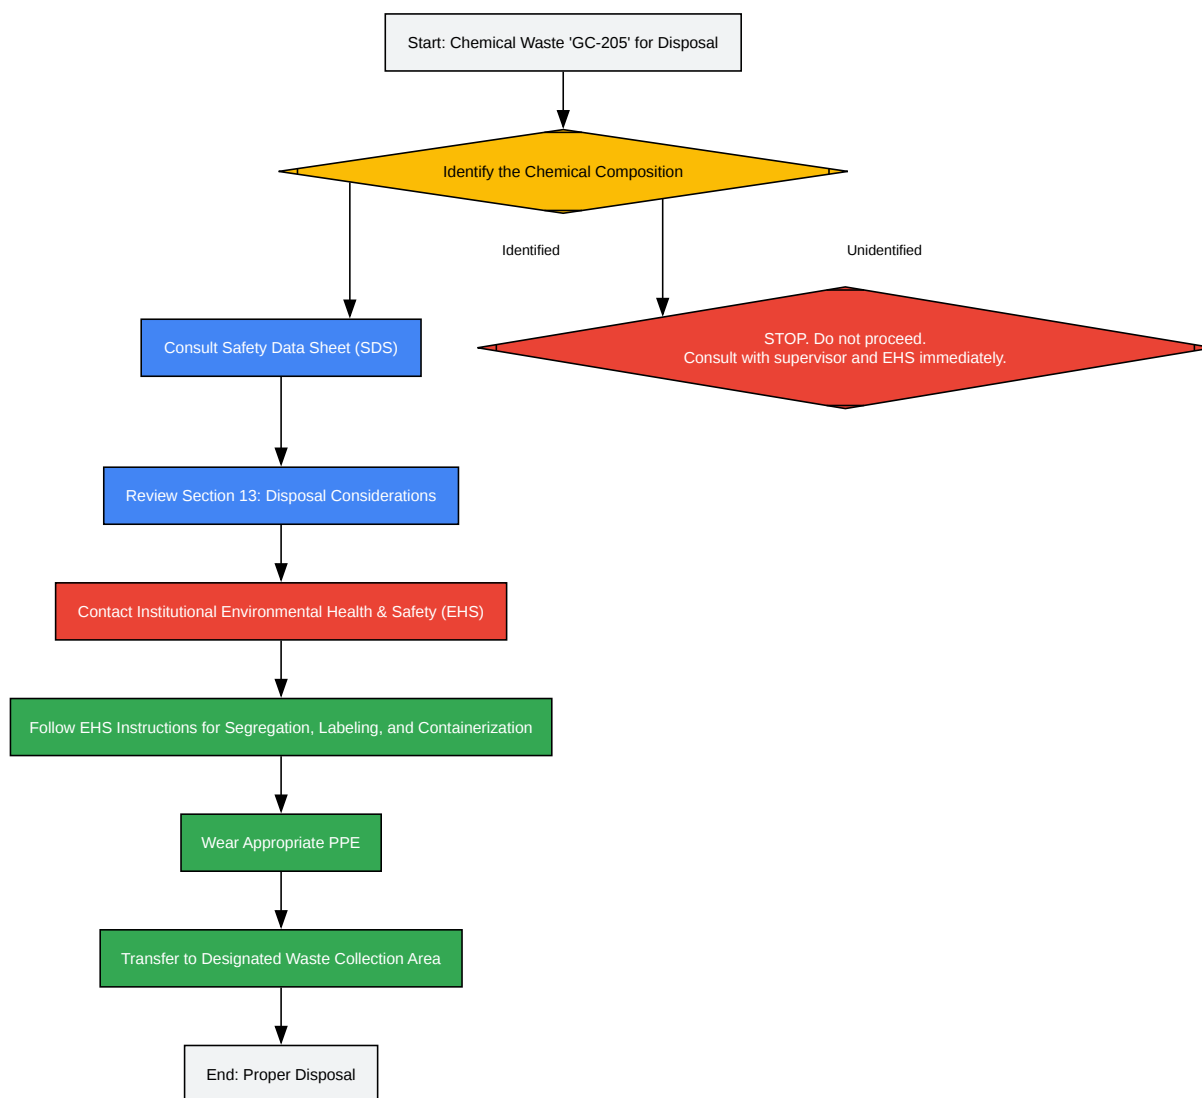 Start: Chemical Waste 'GC-205' for Disposal
Identify the Chemical Composition
Identified
Unidentified
Consult Safety Data Sheet (SDS)
STOP. Do not proceed.
Consult with supervisor and EHS immediately.
Review Section 13: Disposal Considerations
Contact Institutional Environmental Health & Safety (EHS)
Follow EHS Instructions for Segregation, Labeling, and Containerization
Wear Appropriate PPE
Transfer to Designated Waste Collection Area
End: Proper Disposal